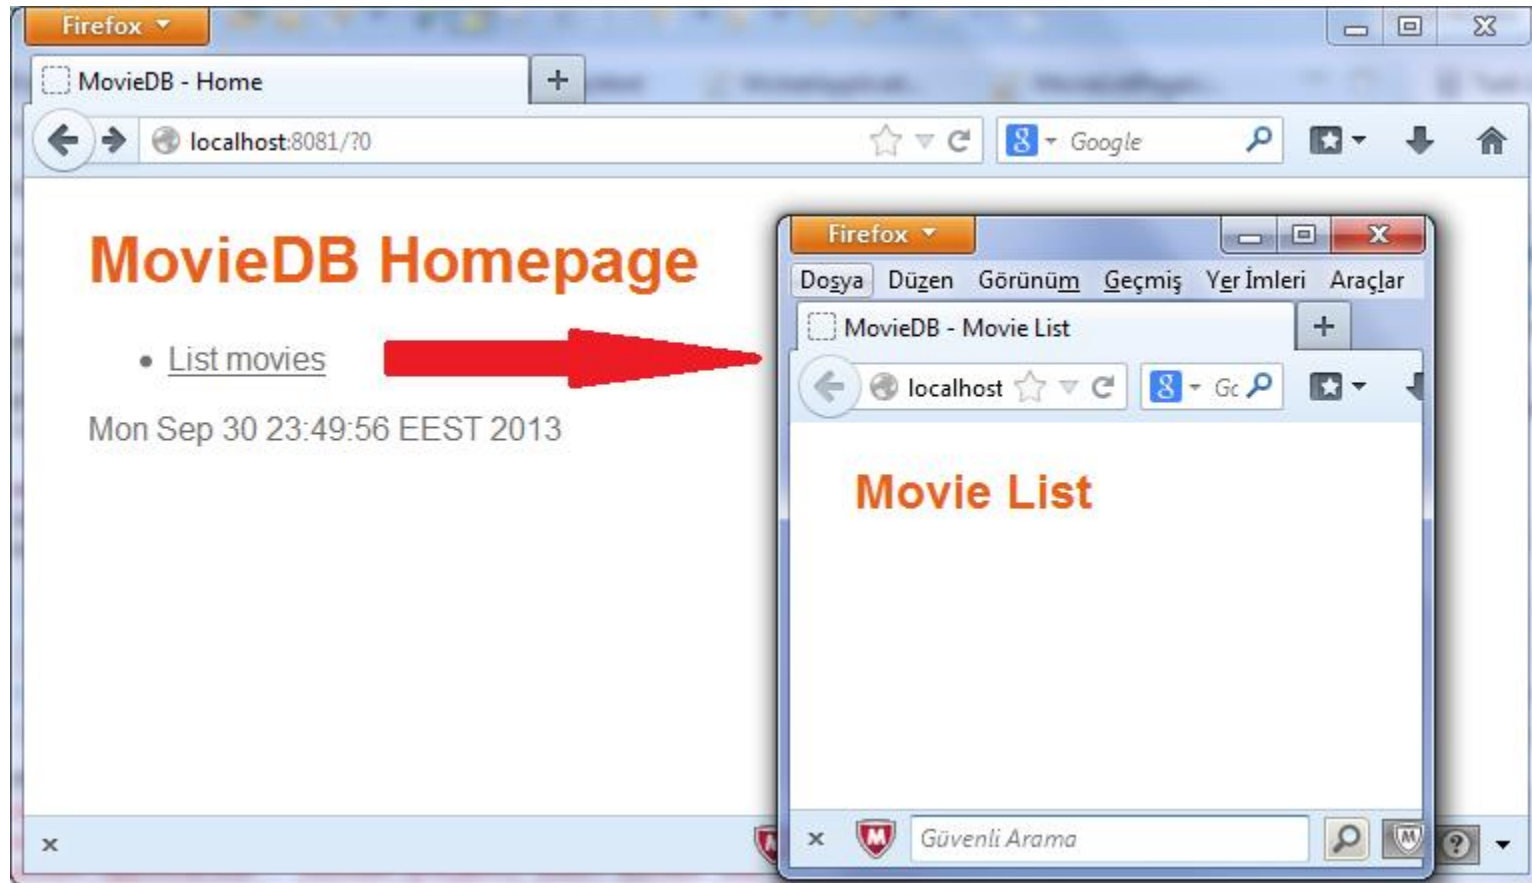 Firefox
MovieDB - Home
localhost:8081/?0
Google
MovieDB Homepage
List movies
Mon Sep 30 23:49:56 EEST 2013
Firefox
Dosya Düzen Görünüm Geçmiş Yer İmleri Araçlar
MovieDB - Movie List
localhost
Movie List
Güvenli Arama